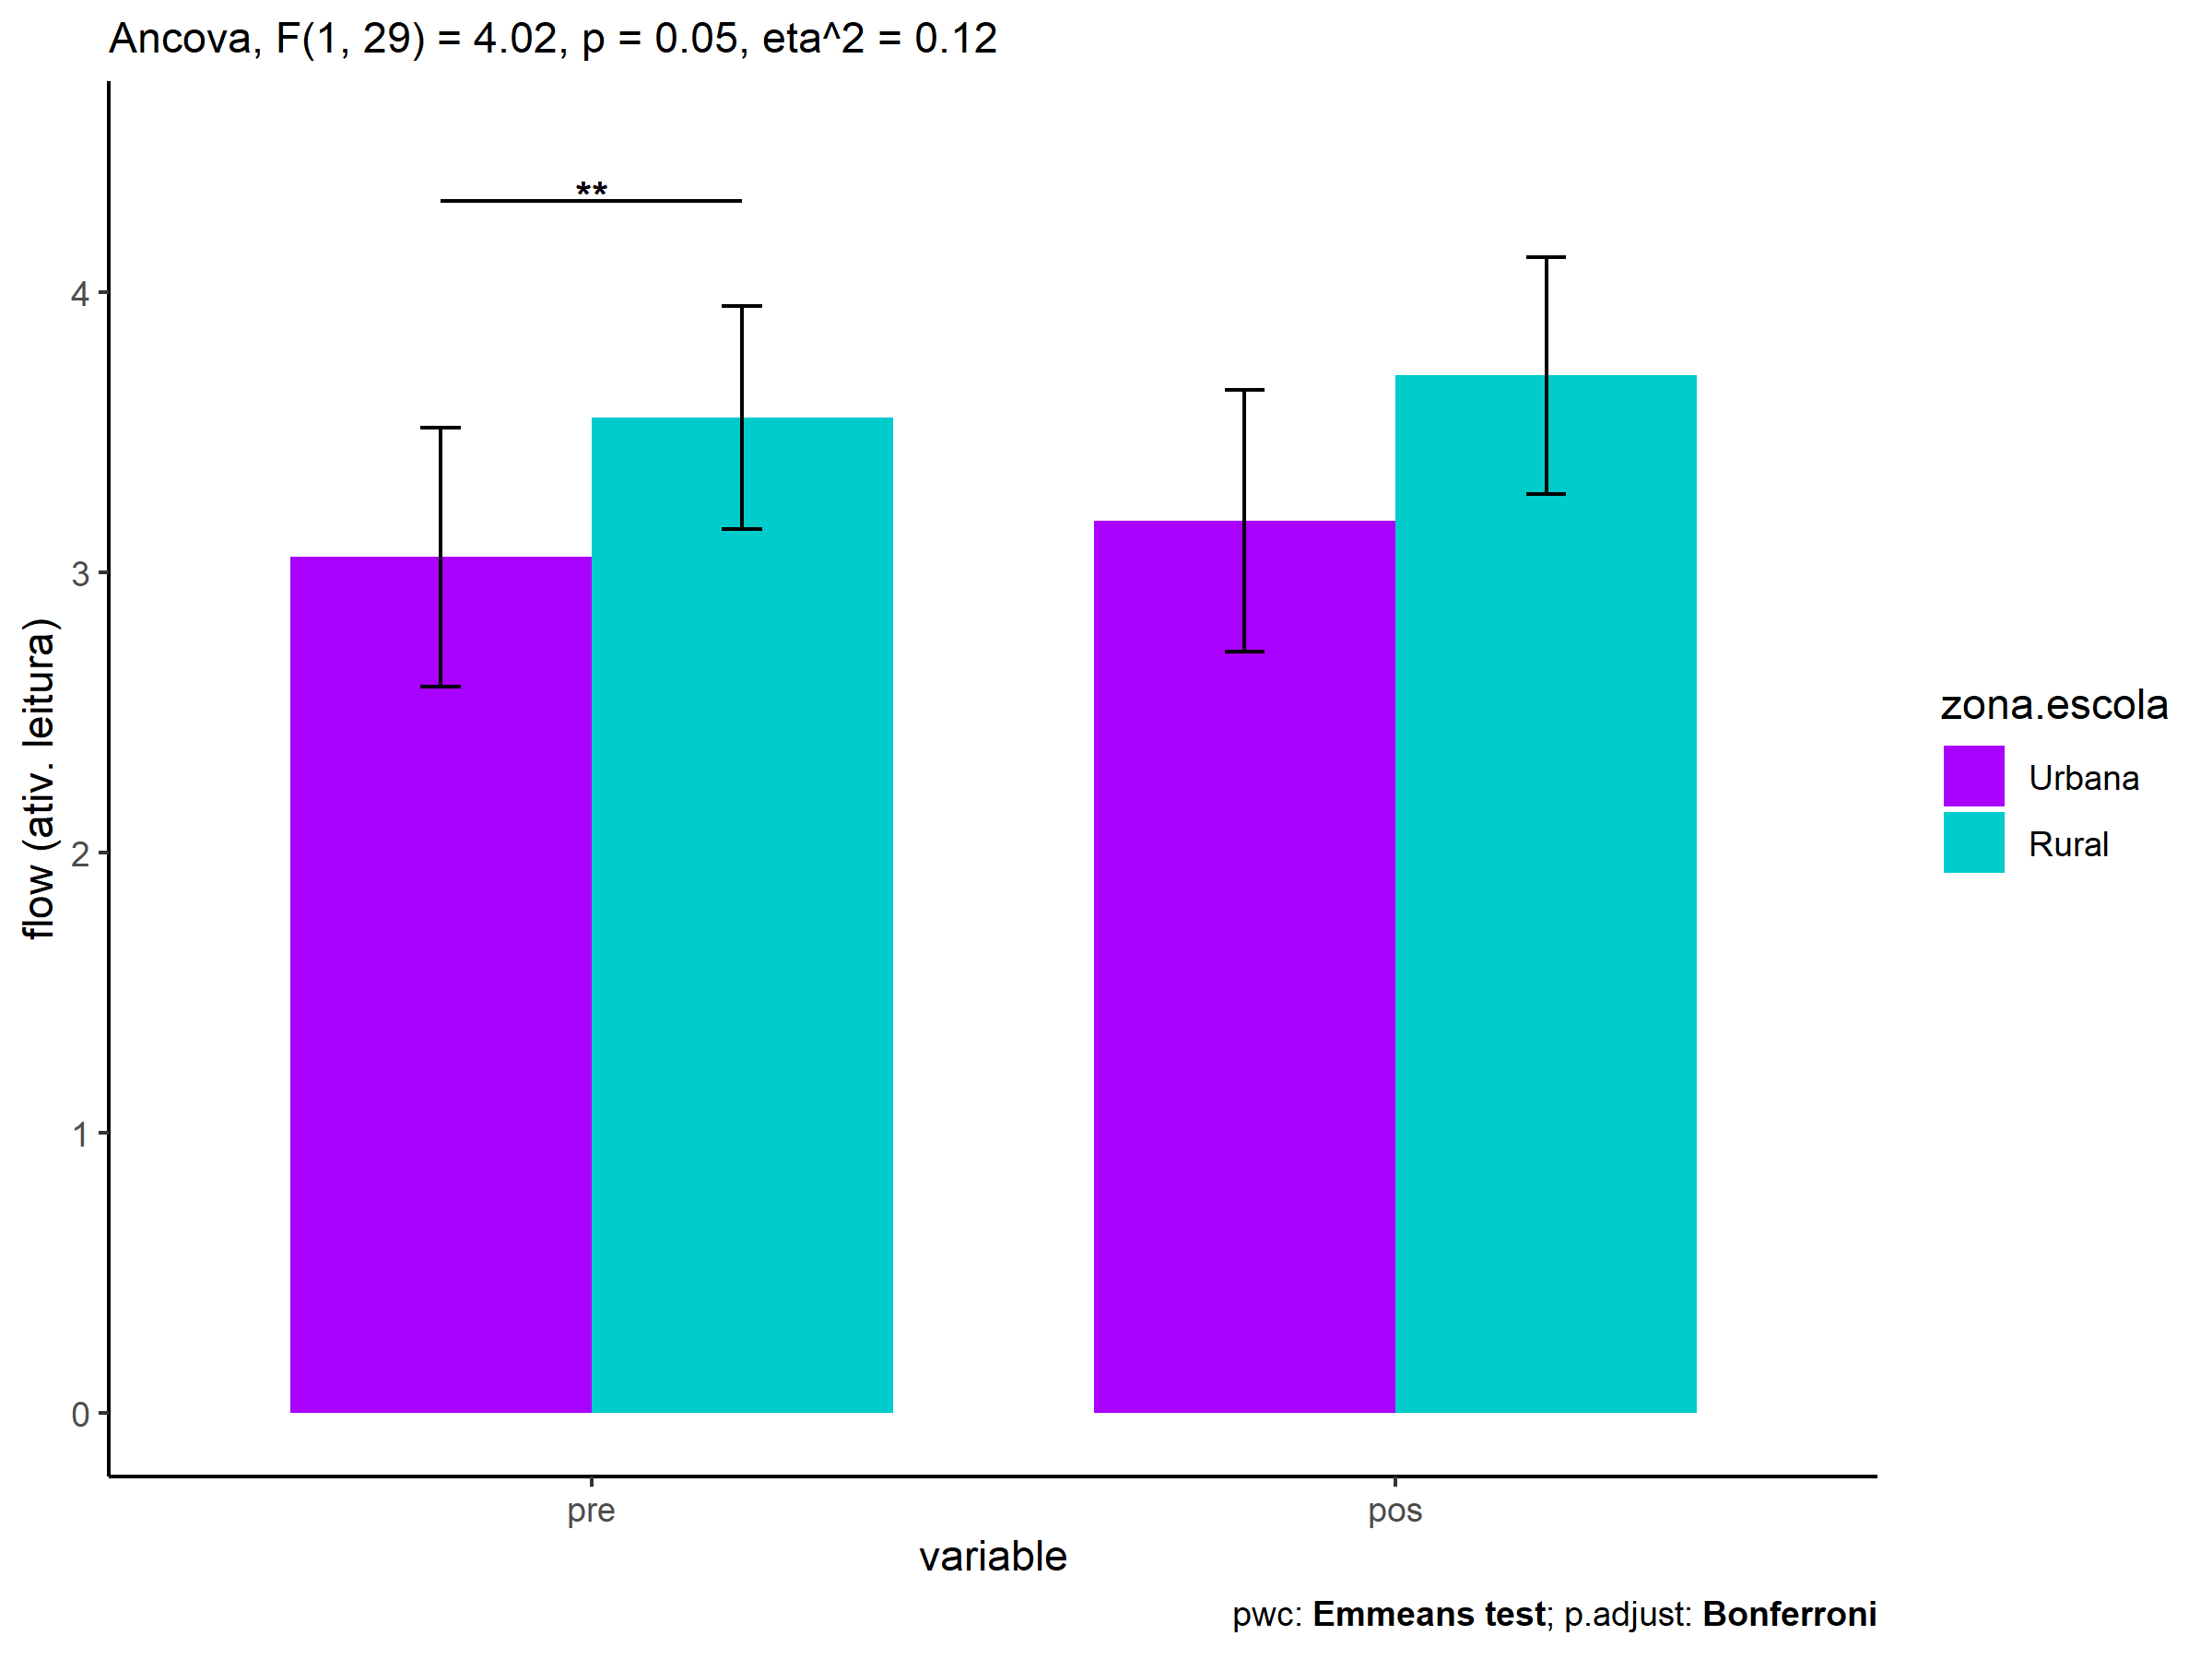 Ancova, F(1, 29) = 4.02, p = 0.05, eta^2 = 0.12
**
4
3
2
1
0
flow (ativ. leitura)
pre
pos
variable
zona.escola
Urbana
Rural
pwc: Emmeans test; p.adjust: Bonferroni